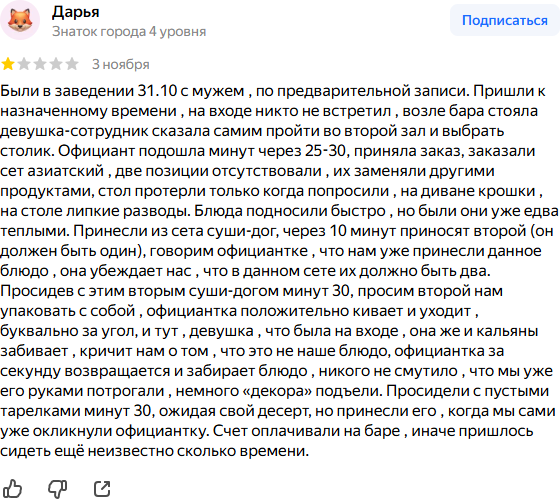 Дарья
Знаток города 4 уровня
Подписаться
3 ноября
Были в заведении 31.10 с мужем , по предварительной записи. Пришли к
назначенному времени , на входе никто не встретил , возле бара стояла
девушка-сотрудник сказала самим пройти во второй зал и выбрать
столик. Официант подошла минут через 25-30, приняла заказ, заказали
сет азиатский , две позиции отсутствовали , их заменяли другими
продуктами, стол протерли только когда попросили , на диване крошки ,
на столе липкие разводы. Блюда подносили быстро , но были они уже едва
теплыми. Принесли из сета суши-дог, через 10 минут приносят второй (он
должен быть один), говорим официантке , что нам уже принесли данное
блюдо , она убеждает нас , что в данном сете их должно быть два.
Просидев с этим вторым суши-догом минут 30, просим второй нам
упаковать с собой , официантка положительно кивает и уходит ,
буквально за угол, и тут , девушка , что была на входе , она же и кальяны
забивает , кричит нам о том , что это не наше блюдо, официантка за
секунду возвращается и забирает блюдо , никого не смутило , что мы уже
его руками потрогали , немного «декора» подъели. Просидели с пустыми
тарелками минут 30, ожидая свой десерт, но принесли его , когда мы сами
уже окликнули официантку. Счет оплачивали на баре , иначе пришлось
сидеть ещё неизвестно сколько времени.